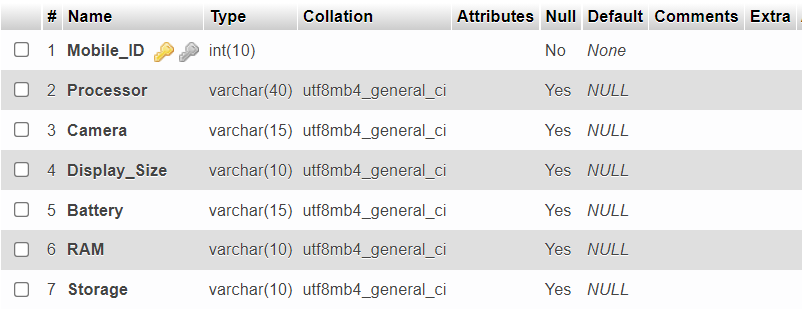 # Name Type Collation Attributes Null Default Comments Extra
1 Mobile_ID int(10) No None
2 Processor varchar(40) utf8mb4_general_ci Yes NULL
3 Camera varchar(15) utf8mb4_general_ci Yes NULL
4 Display_Size varchar(10) utf8mb4_general_ci Yes NULL
5 Battery varchar(15) utf8mb4_general_ci Yes NULL
6 RAM varchar(10) utf8mb4_general_ci Yes NULL
7 Storage varchar(10) utf8mb4_general_ci Yes NULL